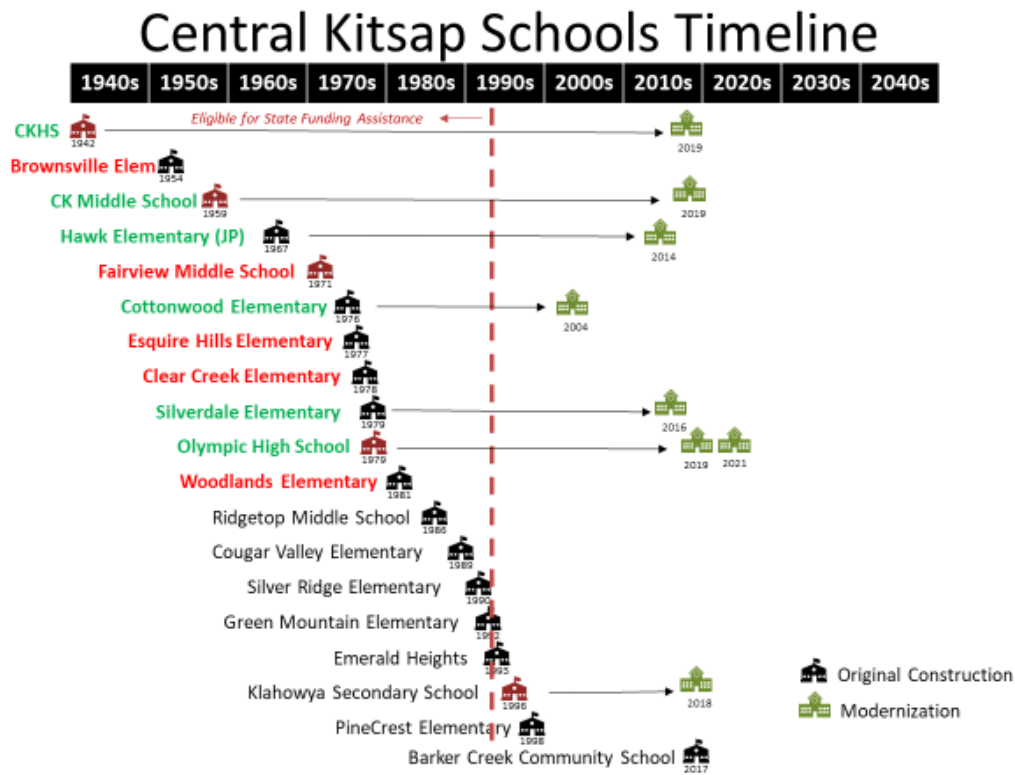 Central Kitsap Schools Timeline
1940s 1950s 1960s 1970s 1980s 1990s 2000s 2010s 2020s 2030s 2040s
Eligible for State Funding Assistance
CKHS 1942 2019
Brownsville Elem 1954
CK Middle School 1959 2019
Hawk Elementary (JP) 1967 2014
Fairview Middle School 1971
Cottonwood Elementary 1976 2004
Esquire Hills Elementary 1977
Clear Creek Elementary 1978
Silverdale Elementary 1979 2016
Olympic High School 1979 2019 2021
Woodlands Elementary 1981
Ridgetop Middle School 1986
Cougar Valley Elementary 1989
Silver Ridge Elementary 1990
Green Mountain Elementary
Emerald Heights
Klahowya Secondary School 1996 2018
PineCrest Elementary 1998
Barker Creek Community School 2017
Original Construction
Modernization